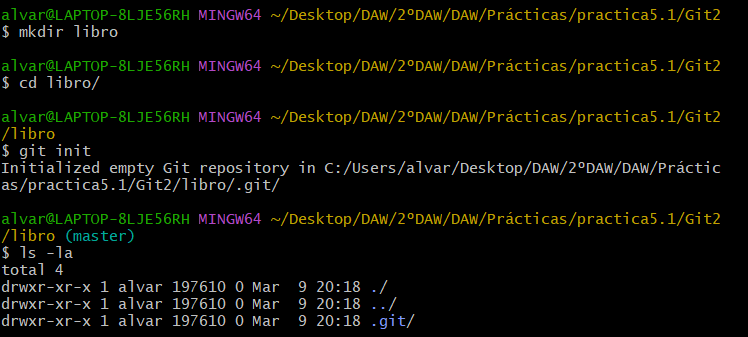 alvar@LAPTOP-8LJE56RH MINGW64 ~/Desktop/DAW/2ºDAW/DAW/Prácticas/practica5.1/Git2
$ mkdir libro
alvar@LAPTOP-8LJE56RH MINGW64 ~/Desktop/DAW/2ºDAW/DAW/Prácticas/practica5.1/Git2
$ cd libro/
alvar@LAPTOP-8LJE56RH MINGW64 ~/Desktop/DAW/2ºDAW/DAW/Prácticas/practica5.1/Git2
/libro
$ git init
Initialized empty Git repository in C:/Users/alvar/Desktop/DAW/2ºDAW/DAW/Práctic
as/practica5.1/Git2/libro/.git/
alvar@LAPTOP-8LJE56RH MINGW64 ~/Desktop/DAW/2ºDAW/DAW/Prácticas/practica5.1/Git2
/libro (master)
$ ls -la
total 4
drwxr-xr-x 1 alvar 197610 0 Mar  9 20:18 ./
drwxr-xr-x 1 alvar 197610 0 Mar  9 20:18 ../
drwxr-xr-x 1 alvar 197610 0 Mar  9 20:18 .git/